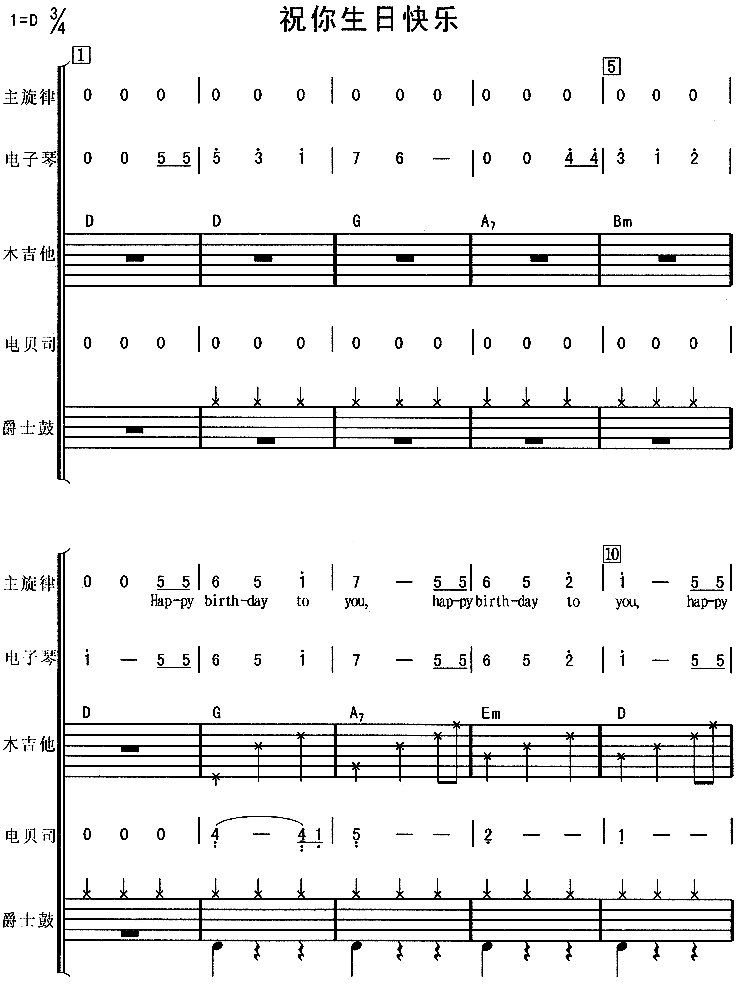 祝你生日快乐
1=D 3/4
1 5
主旋律 0 0 0 | 0 0 0 | 0 0 0 | 0 0 0 | 0 0 0 |
电子琴 0 0 5 5 | 5̇ 3̇ 1̇ | 7 6 — | 0 0 4̇ 4̇ | 3̇ 1̇ 2̇ |
D D G A7 Bm
木吉他
电贝司 0 0 0 | 0 0 0 | 0 0 0 | 0 0 0 | 0 0 0 |
爵士鼓
10
主旋律 0 0 5 5 | 6 5 1̇ | 7 — 5 5 | 6 5 2̇ | 1̇ — 5 5 |
Hap-py birth-day to you, hap-py birth-day to you, hap-py
电子琴 1̇ — 5 5 | 6 5 1̇ | 7 — 5 5 | 6 5 2̇ | 1̇ — 5 5 |
D G A7 Em D
木吉他
电贝司 0 0 0 | 4̣ — 4̣ 1̣ | 5̣ — — | 2̣ — — | 1 — — |
爵士鼓